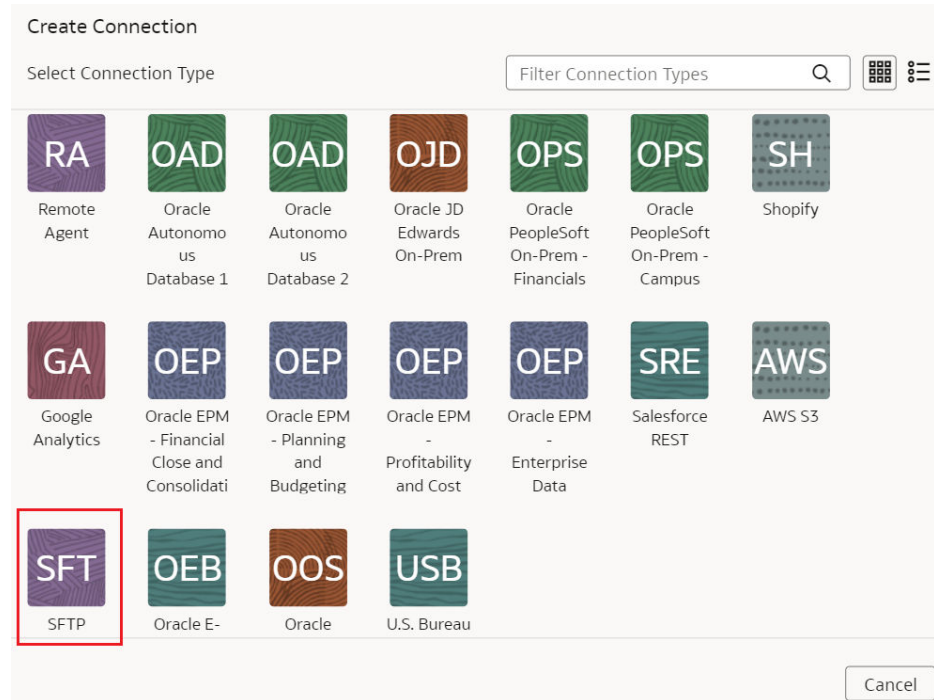 Create Connection
Select Connection Type
Filter Connection Types
RA
OAD
OAD
OJD
OPS
OPS
SH
Remote
Agent
Oracle
Autonomo
us
Database 1
Oracle
Autonomo
us
Database 2
Oracle JD
Edwards
On-Prem
Oracle
PeopleSoft
On-Prem -
Financials
Oracle
PeopleSoft
On-Prem -
Campus
Shopify
GA
OEP
OEP
OEP
OEP
SRE
AWS
Google
Analytics
Oracle EPM
- Financial
Close and
Consolidati
Oracle EPM
- Planning
and
Budgeting
Oracle EPM
-
Profitability
and Cost
Oracle EPM
-
Enterprise
Data
Salesforce
REST
AWS S3
SFT
OEB
OOS
USB
SFTP
Oracle E-
Oracle
U.S. Bureau
Cancel